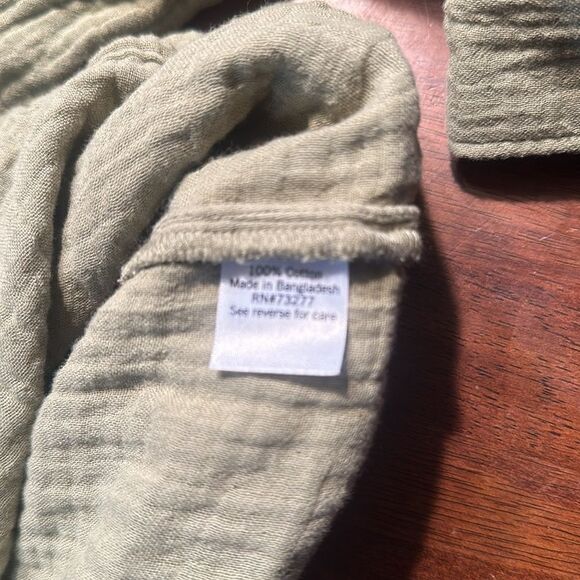 100% Cotton
Made in Bangladesh
RN#73277
See reverse for care